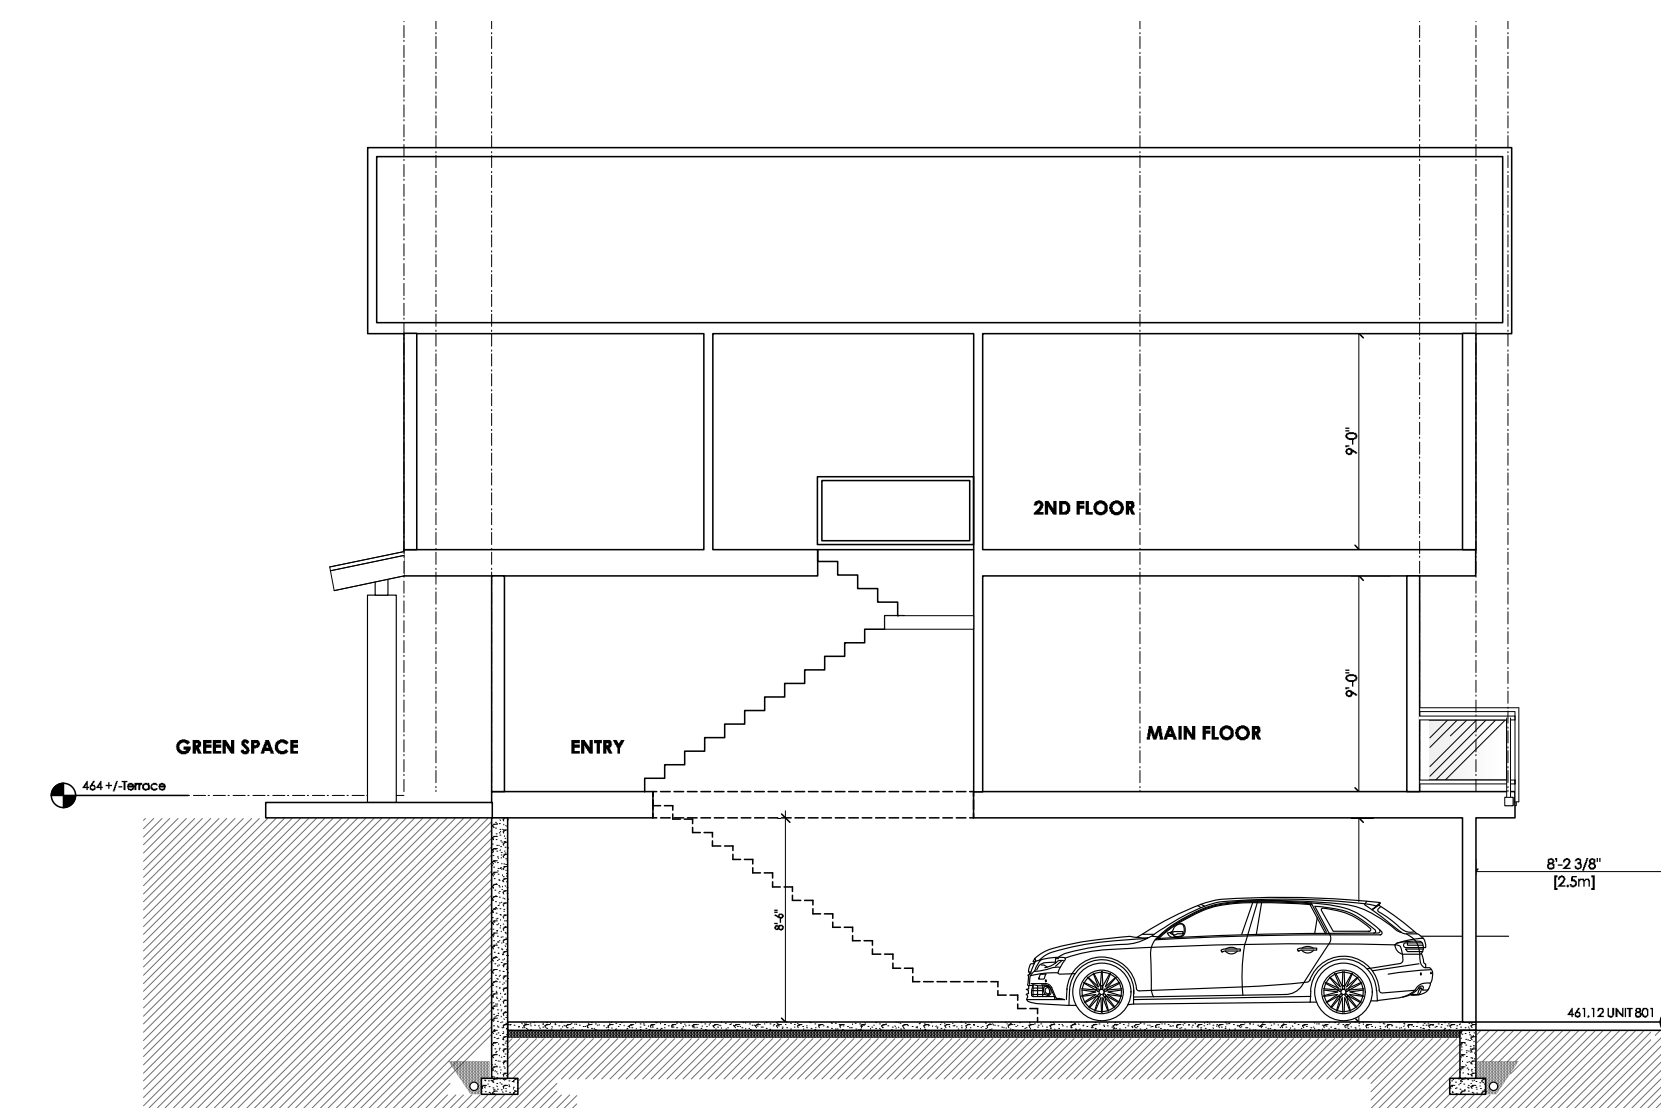 9'-0"
2ND FLOOR
9'-0"
MAIN FLOOR
GREEN SPACE
ENTRY
464 +/-Terrace
8'-2 3/8"
[2.5m]
8'-6"
461.12 UNIT 801